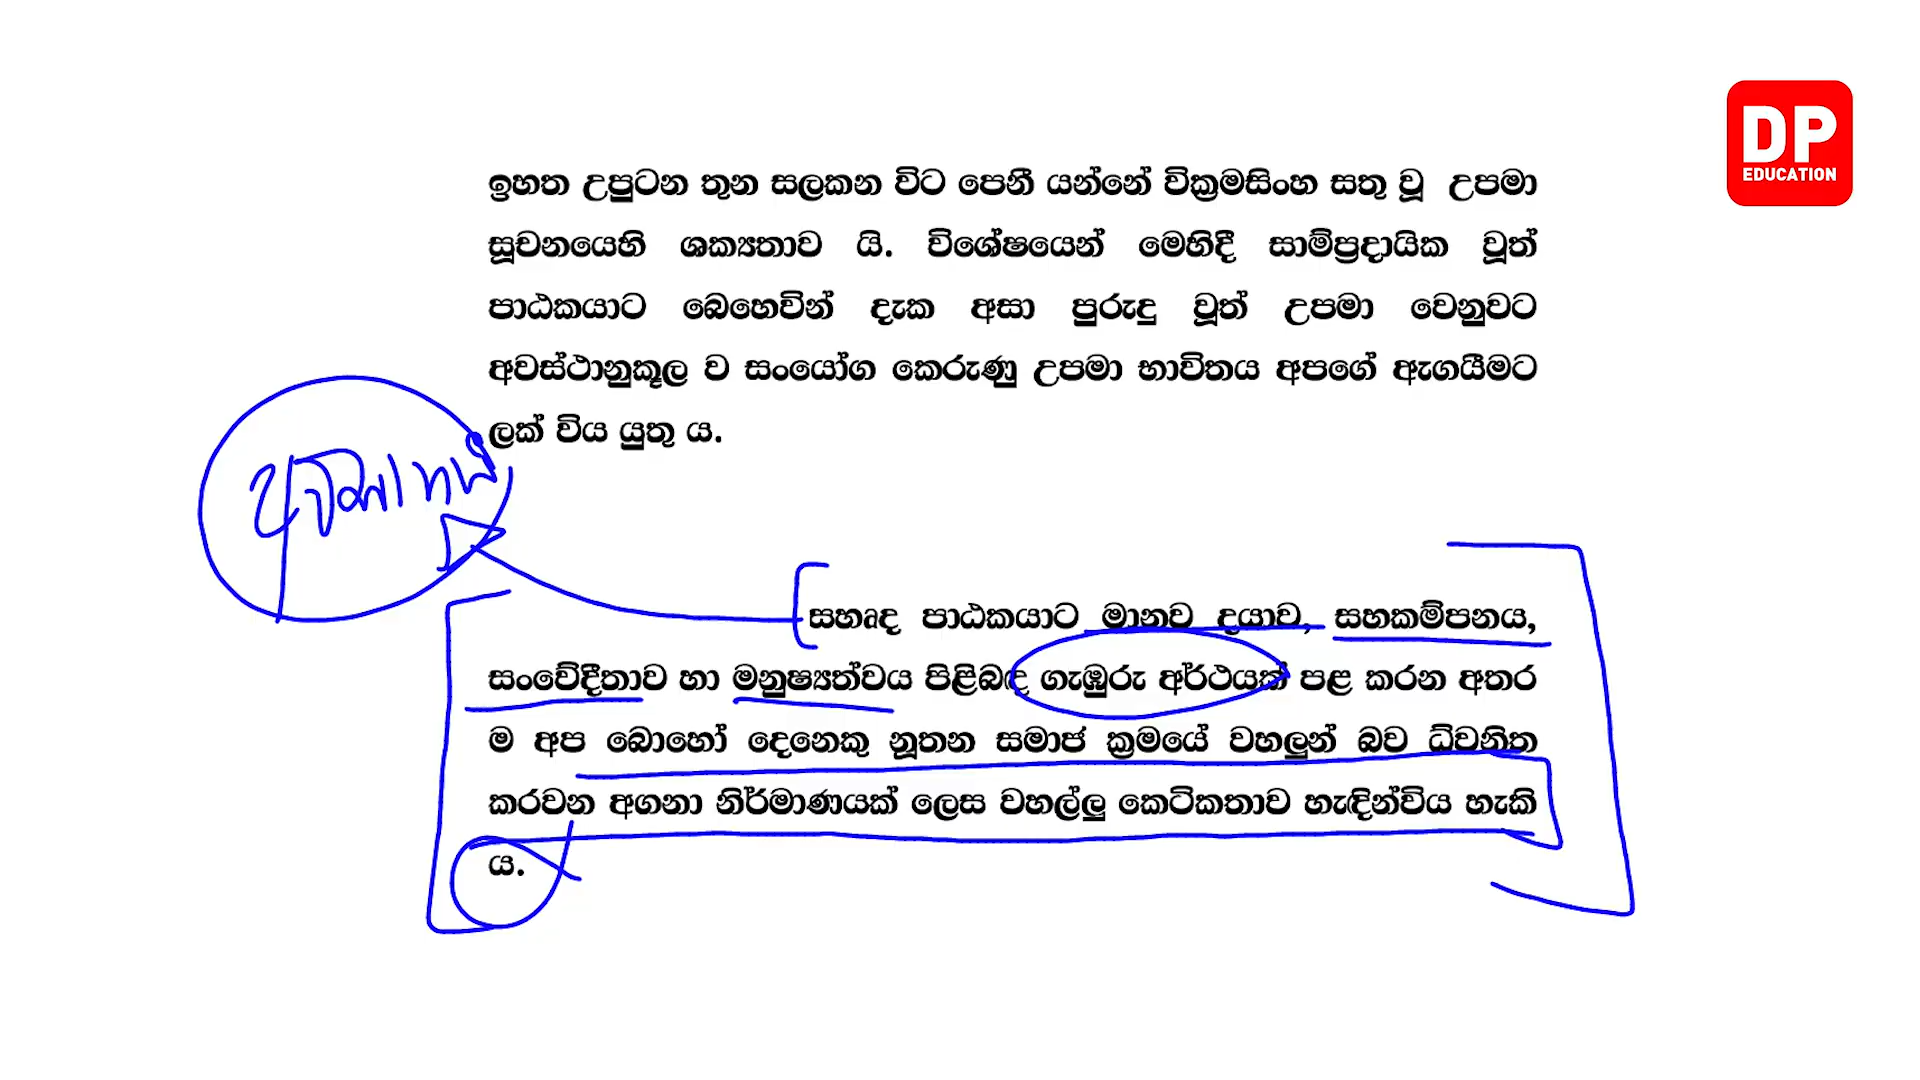 DP
EDUCATION
ඉහත උපුටන තුන සලකන විට පෙනී යන්නේ වික්‍රමසිංහ සතු වූ උපමා
සූචනයෙහි ශක්‍යතාව යි. විශේෂයෙන් මෙහිදී සාම්ප්‍රදායික වූත්
පාඨකයාට බෙහෙවින් දැක අසා පුරුදු වූත් උපමා වෙනුවට
අවස්ථානුකූල ව සංයෝග කෙරුණු උපමා භාවිතය අපගේ ඇගයීමට
ලක් විය යුතු ය.
අවසානය
සහෘද පාඨකයාට මානව දයාව, සහකම්පනය,
සංවේදීතාව හා මනුෂ්‍යත්වය පිළිබඳ ගැඹුරු අර්ථයක් පළ කරන අතර
ම අප බොහෝ දෙනෙකු නූතන සමාජ ක්‍රමයේ වහලුන් බව ධ්වනිත
කරවන අගනා නිර්මාණයක් ලෙස වහල්ලු කෙටිකතාව හැඳින්විය හැකි
ය.